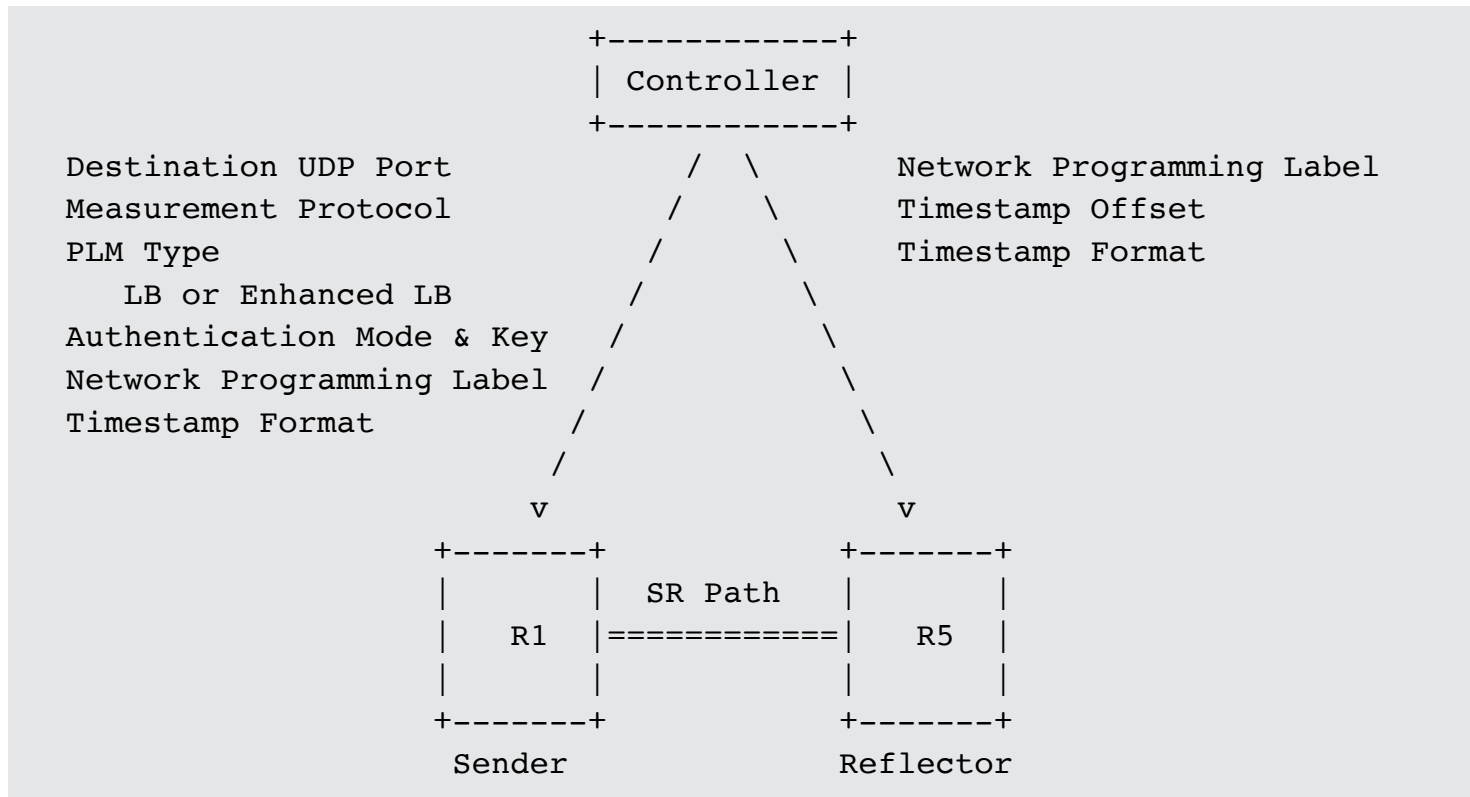 Controller
Destination UDP Port
Measurement Protocol
PLM Type
LB or Enhanced LB
Authentication Mode & Key
Network Programming Label
Timestamp Format
Network Programming Label
Timestamp Offset
Timestamp Format
v
v
SR Path
R1
R5
Sender
Reflector